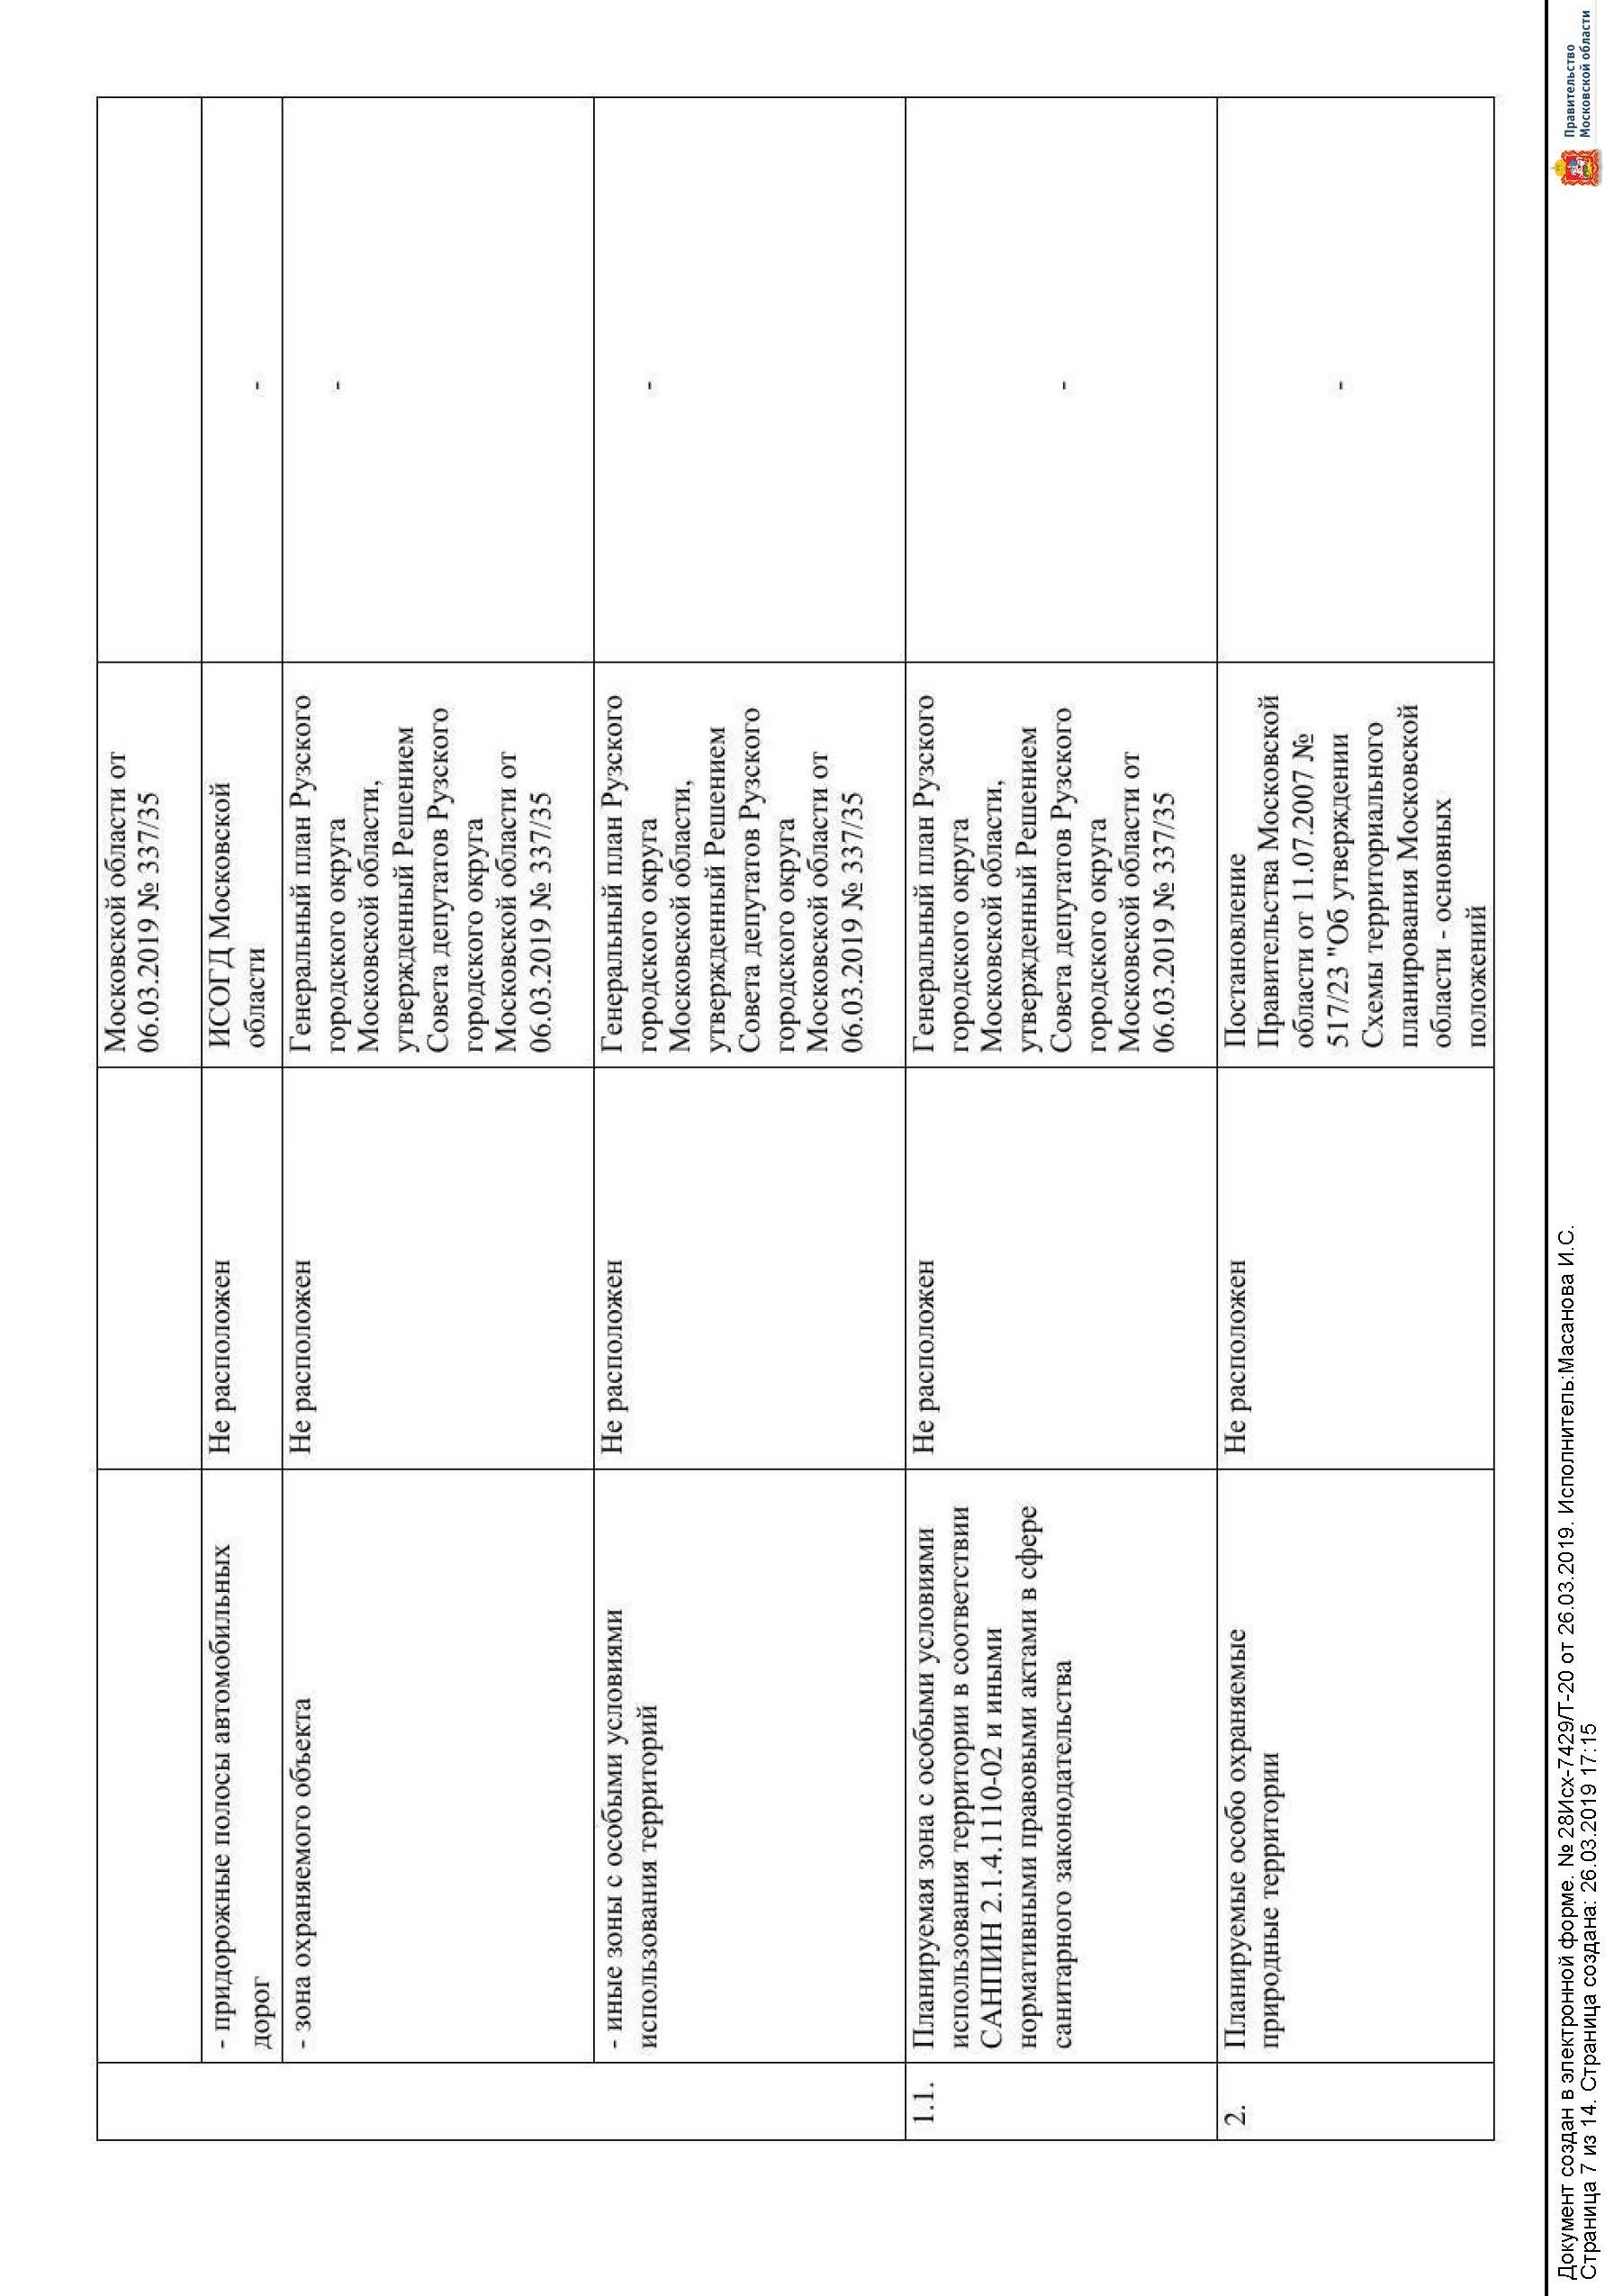 Московской области от
06.03.2019 № 337/35
- придорожные полосы автомобильных
дорог
Не расположен
ИСОГД Московской
области
-
- зона охраняемого объекта
Не расположен
Генеральный план Рузского
городского округа
Московской области,
утвержденный Решением
Совета депутатов Рузского
городского округа
Московской области от
06.03.2019 № 337/35
-
- иные зоны с особыми условиями
использования территорий
Не расположен
Генеральный план Рузского
городского округа
Московской области,
утвержденный Решением
Совета депутатов Рузского
городского округа
Московской области от
06.03.2019 № 337/35
-
1.1.
Планируемая зона с особыми условиями
использования территории в соответствии
САНПИН 2.1.4.1110-02 и иными
нормативными правовыми актами в сфере
санитарного законодательства
Не расположен
Генеральный план Рузского
городского округа
Московской области,
утвержденный Решением
Совета депутатов Рузского
городского округа
Московской области от
06.03.2019 № 337/35
-
2.
Планируемые особо охраняемые
природные территории
Не расположен
Постановление
Правительства Московской
области от 11.07.2007 №
517/23 "Об утверждении
Схемы территориального
планирования Московской
области - основных
положений
-
Документ создан в электронной форме. № 28Исх-7429/Т-20 от 26.03.2019. Исполнитель:Масанова И.С.
Страница 7 из 14. Страница создана: 26.03.2019 17:15
Правительство
Московской области